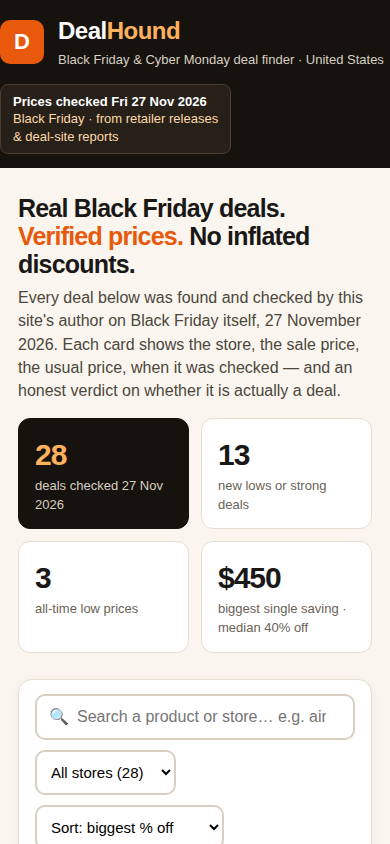 D
DealHound
Black Friday & Cyber Monday deal finder · United States
Prices checked Fri 27 Nov 2026
Black Friday · from retailer releases
& deal-site reports
Real Black Friday deals.
Verified prices. No inflated
discounts.
Every deal below was found and checked by this
site's author on Black Friday itself, 27 November
2026. Each card shows the store, the sale price,
the usual price, when it was checked — and an
honest verdict on whether it is actually a deal.
28
deals checked 27 Nov
2026
13
new lows or strong
deals
3
all-time low prices
$450
biggest single saving ·
median 40% off
Search a product or store… e.g. air
All stores (28)
Sort: biggest % off